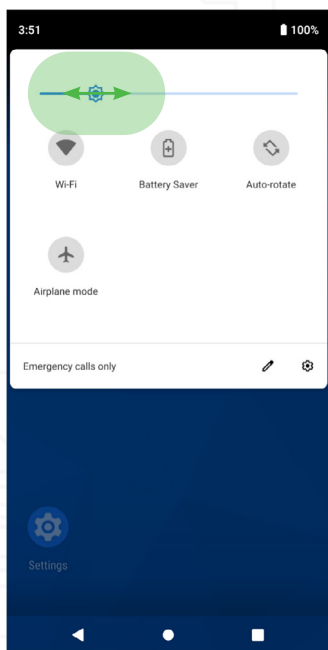 3:51 100%
Wi-Fi Battery Saver Auto-rotate
Airplane mode
Emergency calls only
Settings